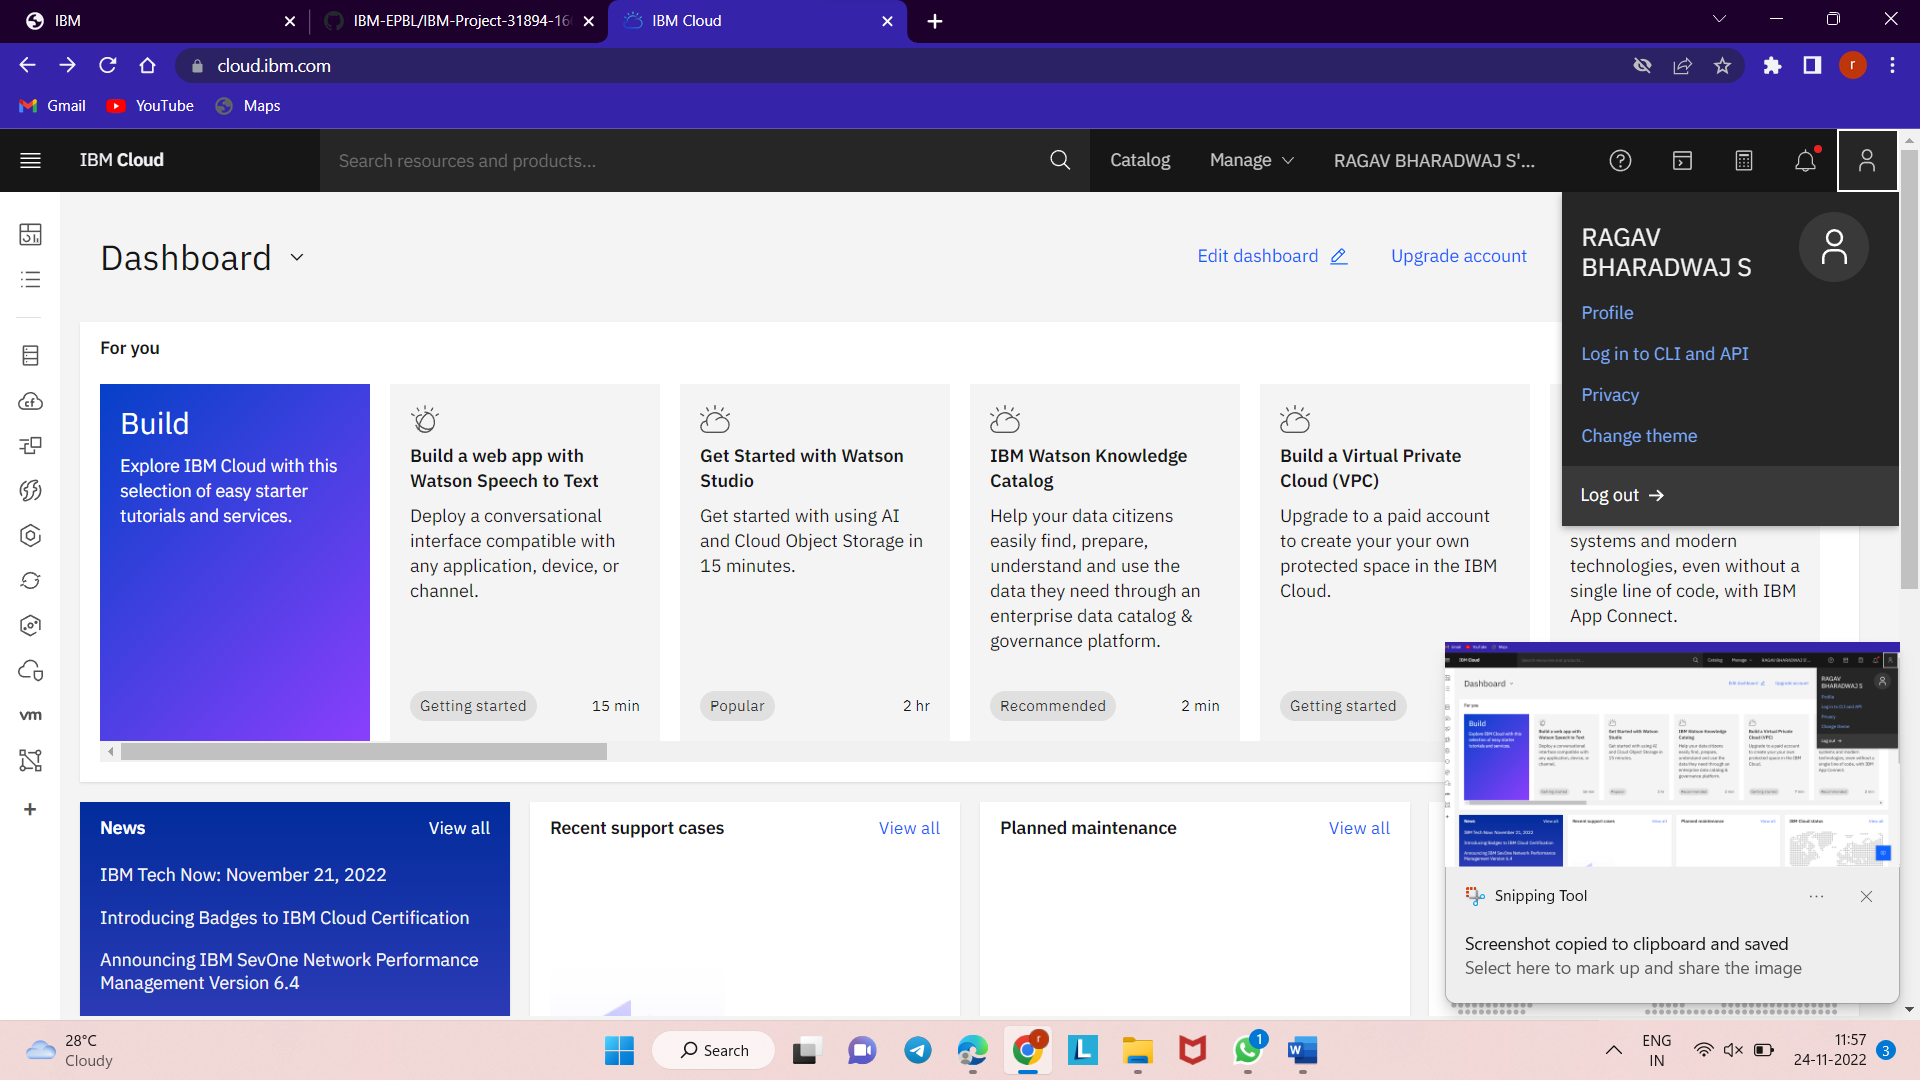 IBM
IBM-EPBL/IBM-Project-31894-16
IBM Cloud
cloud.ibm.com
r
Gmail
YouTube
Maps
IBM Cloud
Search resources and products...
Catalog
Manage
RAGAV BHARADWAJ S'...
Dashboard
Edit dashboard
Upgrade account
RAGAV
BHARADWAJ S
Profile
Log in to CLI and API
Privacy
Change theme
Log out →
For you
Build
Explore IBM Cloud with this
selection of easy starter
tutorials and services.
Build a web app with
Watson Speech to Text
Deploy a conversational
interface compatible with
any application, device, or
channel.
Getting started
15 min
Get Started with Watson
Studio
Get started with using AI
and Cloud Object Storage in
15 minutes.
Popular
2 hr
IBM Watson Knowledge
Catalog
Help your data citizens
easily find, prepare,
understand and use the
data they need through an
enterprise data catalog &
governance platform.
Recommended
2 min
Build a Virtual Private
Cloud (VPC)
Upgrade to a paid account
to create your your own
protected space in the IBM
Cloud.
Getting started
systems and modern
technologies, even without a
single line of code, with IBM
App Connect.
vm
News
View all
IBM Tech Now: November 21, 2022
Introducing Badges to IBM Cloud Certification
Announcing IBM SevOne Network Performance
Management Version 6.4
Recent support cases
View all
Planned maintenance
View all
Snipping Tool
Screenshot copied to clipboard and saved
Select here to mark up and share the image
28°C
Cloudy
Search
r
L
1
W
ENG
IN
11:57
24-11-2022
3